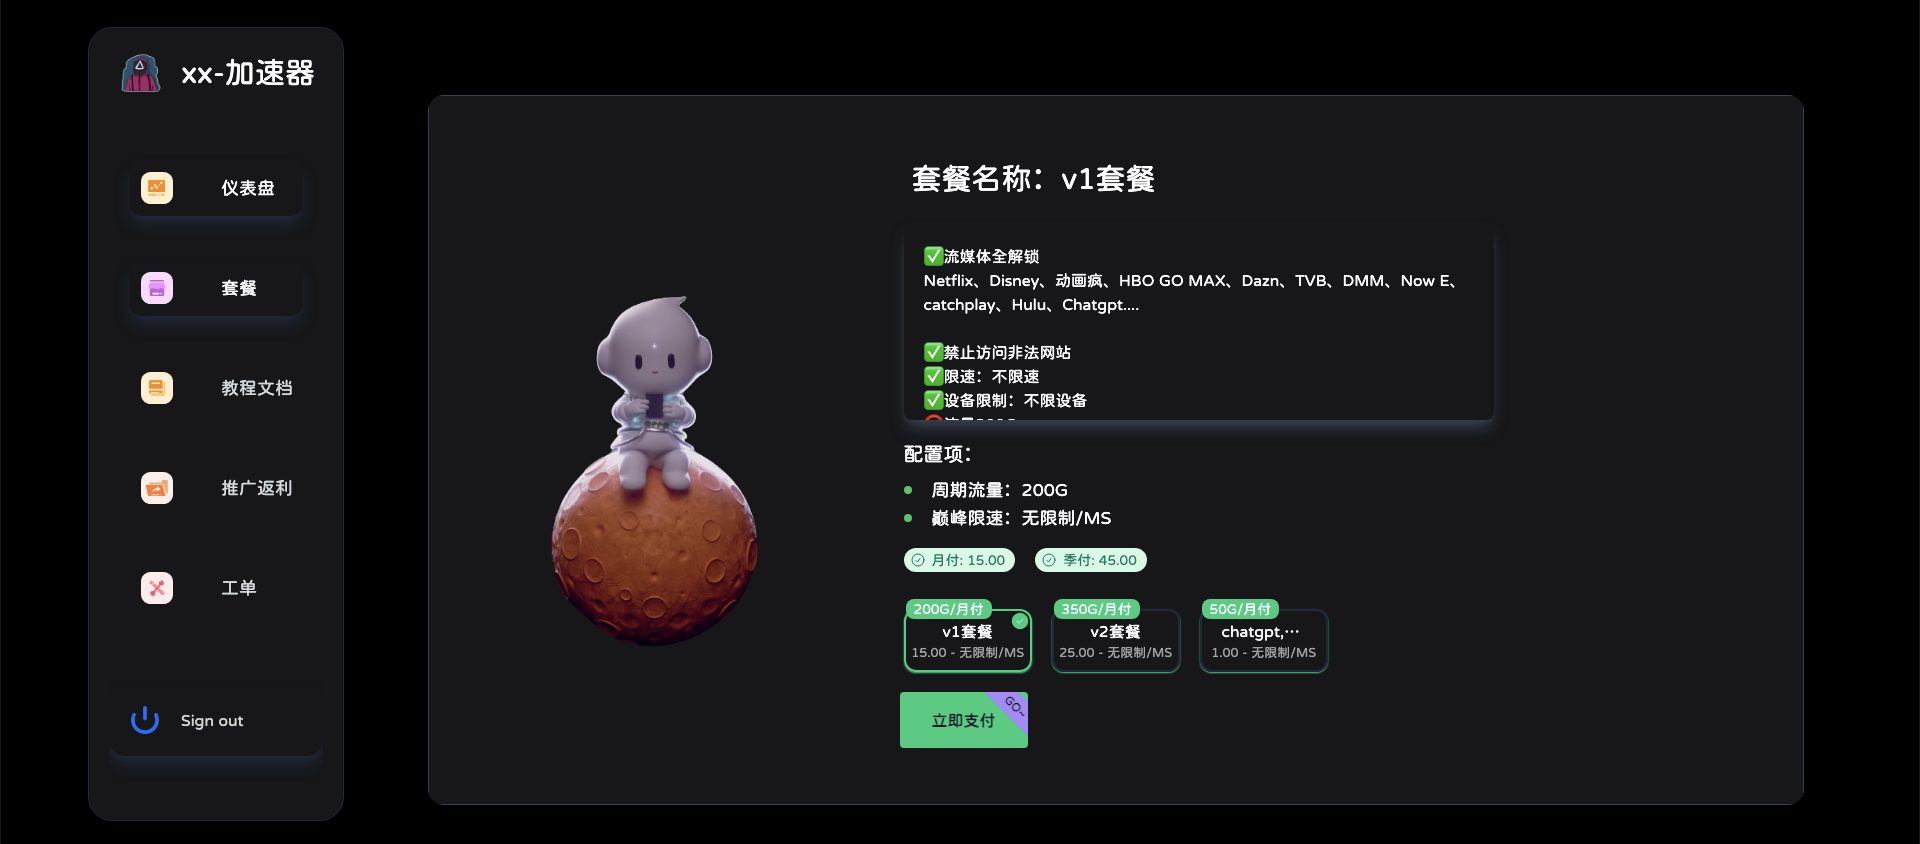 xx-加速器
仪表盘
套餐
教程文档
推广返利
工单
Sign out
套餐名称：v1套餐
✅流媒体全解锁
Netflix、Disney、动画疯、HBO GO MAX、Dazn、TVB、DMM、Now E、
catchplay、Hulu、Chatgpt....
✅禁止访问非法网站
✅限速：不限速
✅设备限制：不限设备
配置项：
周期流量：200G
巅峰限速：无限制/MS
月付: 15.00
季付: 45.00
200G/月付
v1套餐
15.00 - 无限制/MS
350G/月付
v2套餐
25.00 - 无限制/MS
50G/月付
chatgpt,···
1.00 - 无限制/MS
立即支付
GO~